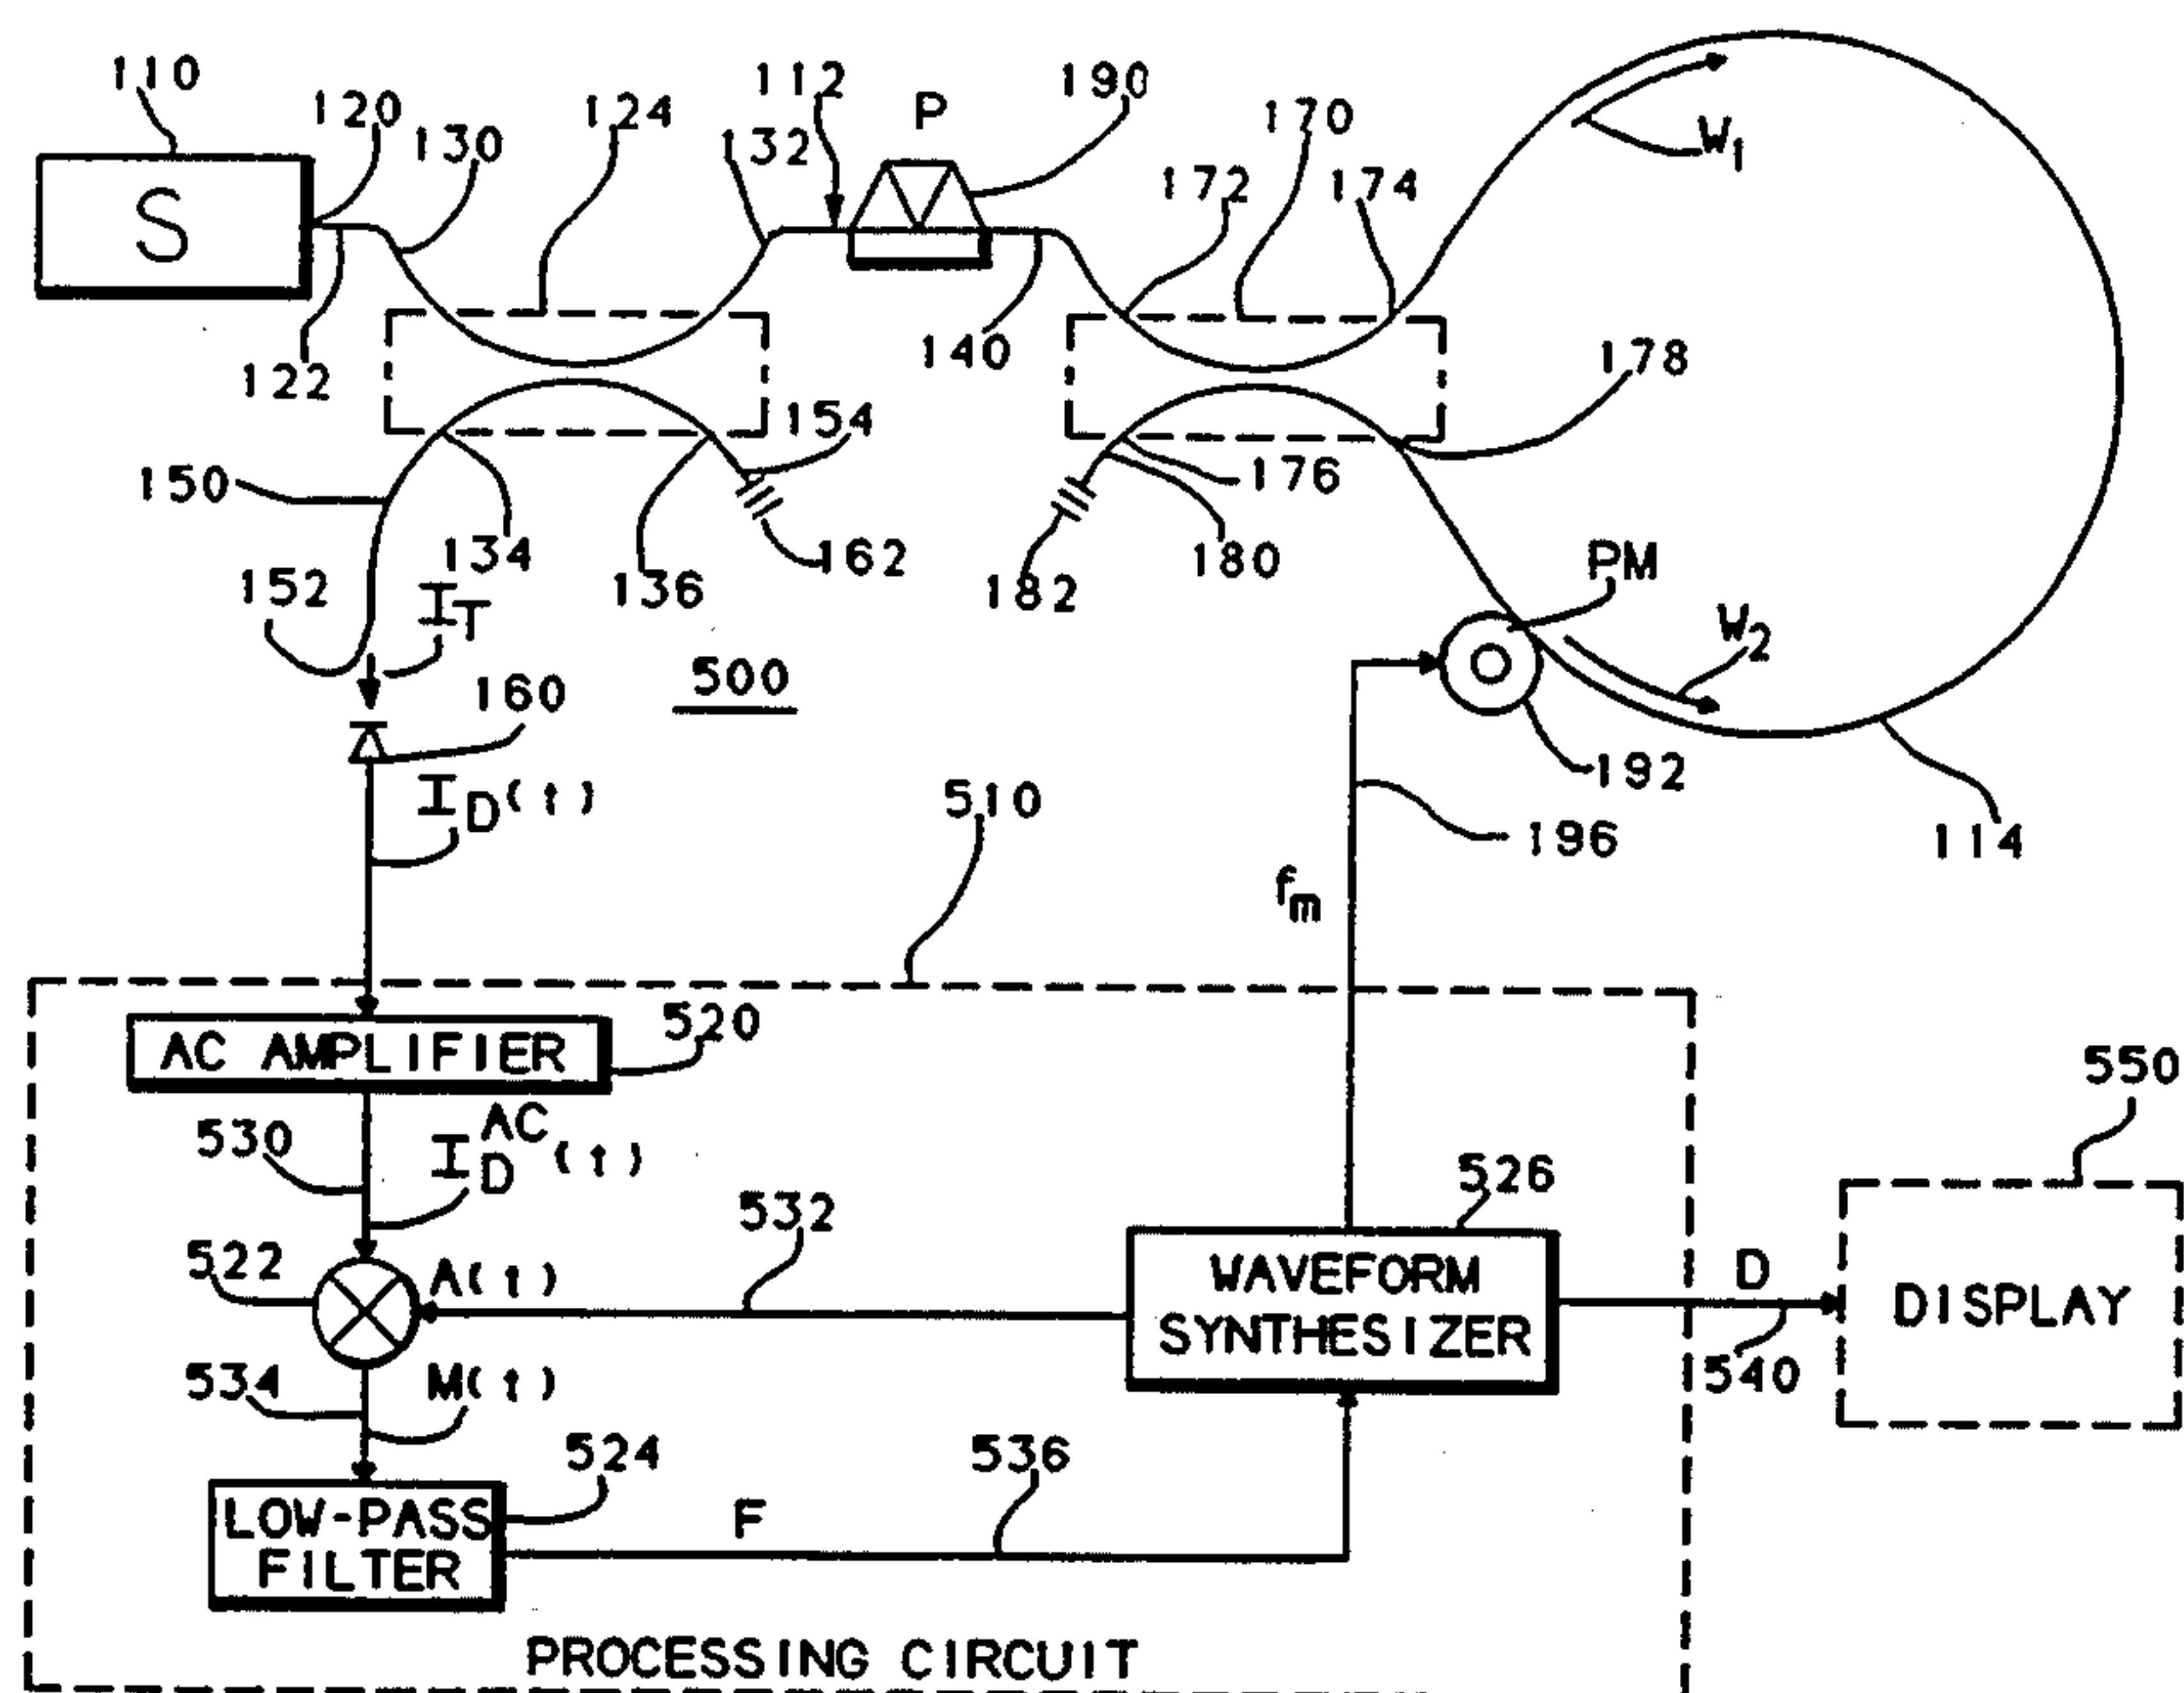 110
120
130
124
112
132
P
190
170
172
174
W1
S
122
140
178
154
150
134
136
162
176
180
182
152
IT
500
160
PM
W2
192
ID(t)
510
196
114
fm
AC AMPLIFIER
520
550
530
ID AC(t)
532
526
522
A(t)
WAVEFORM
SYNTHESIZER
D
DISPLAY
540
534
M(t)
524
536
LOW-PASS
FILTER
F
PROCESSING CIRCUIT